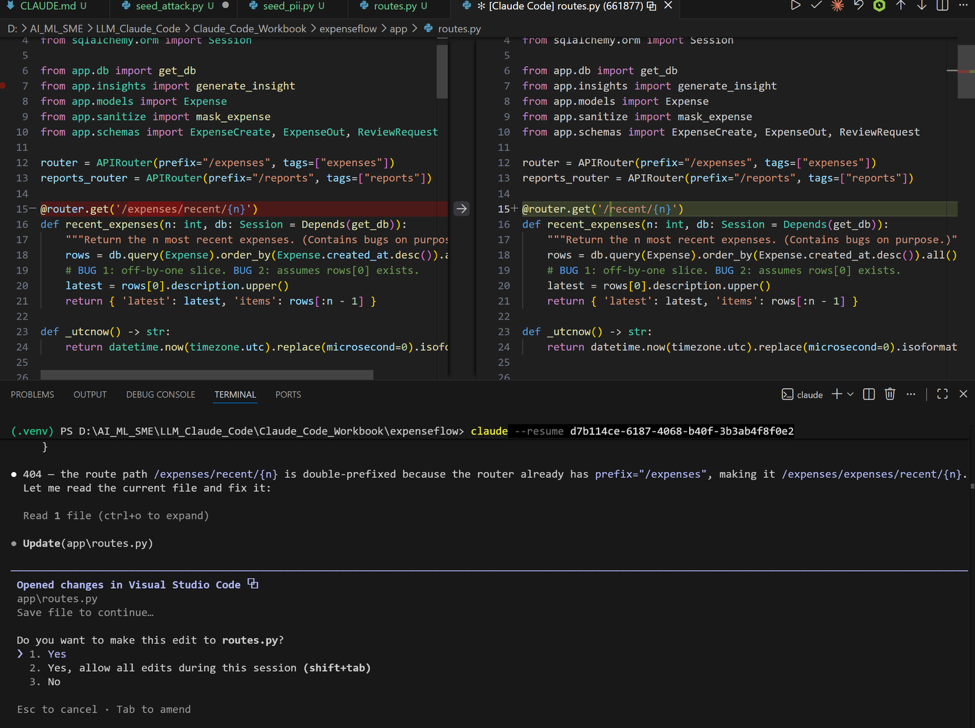 CLAUDE.md U
seed_attack.py U
seed_pii.py U
routes.py U
[Claude Code] routes.py (661877)
D: > AI_ML_SME > LLM_Claude_Code > Claude_Code_Workbook > expenseflow > app > routes.py
4 from sqlalchemy.orm import Session
5
6 from app.db import get_db
7 from app.insights import generate_insight
8 from app.models import Expense
9 from app.sanitize import mask_expense
10 from app.schemas import ExpenseCreate, ExpenseOut, ReviewRequest
11
12 router = APIRouter(prefix="/expenses", tags=["expenses"])
13 reports_router = APIRouter(prefix="/reports", tags=["reports"])
14
15− @router.get('/expenses/recent/{n}')
16 def recent_expenses(n: int, db: Session = Depends(get_db)):
17     """Return the n most recent expenses. (Contains bugs on purpos
18     rows = db.query(Expense).order_by(Expense.created_at.desc()).a
19     # BUG 1: off-by-one slice. BUG 2: assumes rows[0] exists.
20     latest = rows[0].description.upper()
21     return { 'latest': latest, 'items': rows[:n - 1] }
22
23 def _utcnow() -> str:
24     return datetime.now(timezone.utc).replace(microsecond=0).isofo
25
26
4 from sqlalchemy.orm import Session
5
6 from app.db import get_db
7 from app.insights import generate_insight
8 from app.models import Expense
9 from app.sanitize import mask_expense
10 from app.schemas import ExpenseCreate, ExpenseOut, ReviewRequest
11
12 router = APIRouter(prefix="/expenses", tags=["expenses"])
13 reports_router = APIRouter(prefix="/reports", tags=["reports"])
14
15+ @router.get('/recent/{n}')
16 def recent_expenses(n: int, db: Session = Depends(get_db)):
17     """Return the n most recent expenses. (Contains bugs on purpose.)"
18     rows = db.query(Expense).order_by(Expense.created_at.desc()).all()
19     # BUG 1: off-by-one slice. BUG 2: assumes rows[0] exists.
20     latest = rows[0].description.upper()
21     return { 'latest': latest, 'items': rows[:n - 1] }
22
23 def _utcnow() -> str:
24     return datetime.now(timezone.utc).replace(microsecond=0).isoformat
25
26
PROBLEMS OUTPUT DEBUG CONSOLE TERMINAL PORTS
claude
(.venv) PS D:\AI_ML_SME\LLM_Claude_Code\Claude_Code_Workbook\expenseflow> claude --resume d7b114ce-6187-4068-b40f-3b3ab4f8f0e2
}
● 404 — the route path /expenses/recent/{n} is double-prefixed because the router already has prefix="/expenses", making it /expenses/expenses/recent/{n}.
Let me read the current file and fix it:
Read 1 file (ctrl+o to expand)
● Update(app\routes.py)
Opened changes in Visual Studio Code
app\routes.py
Save file to continue…
Do you want to make this edit to routes.py?
❯ 1. Yes
2. Yes, allow all edits during this session (shift+tab)
3. No
Esc to cancel · Tab to amend